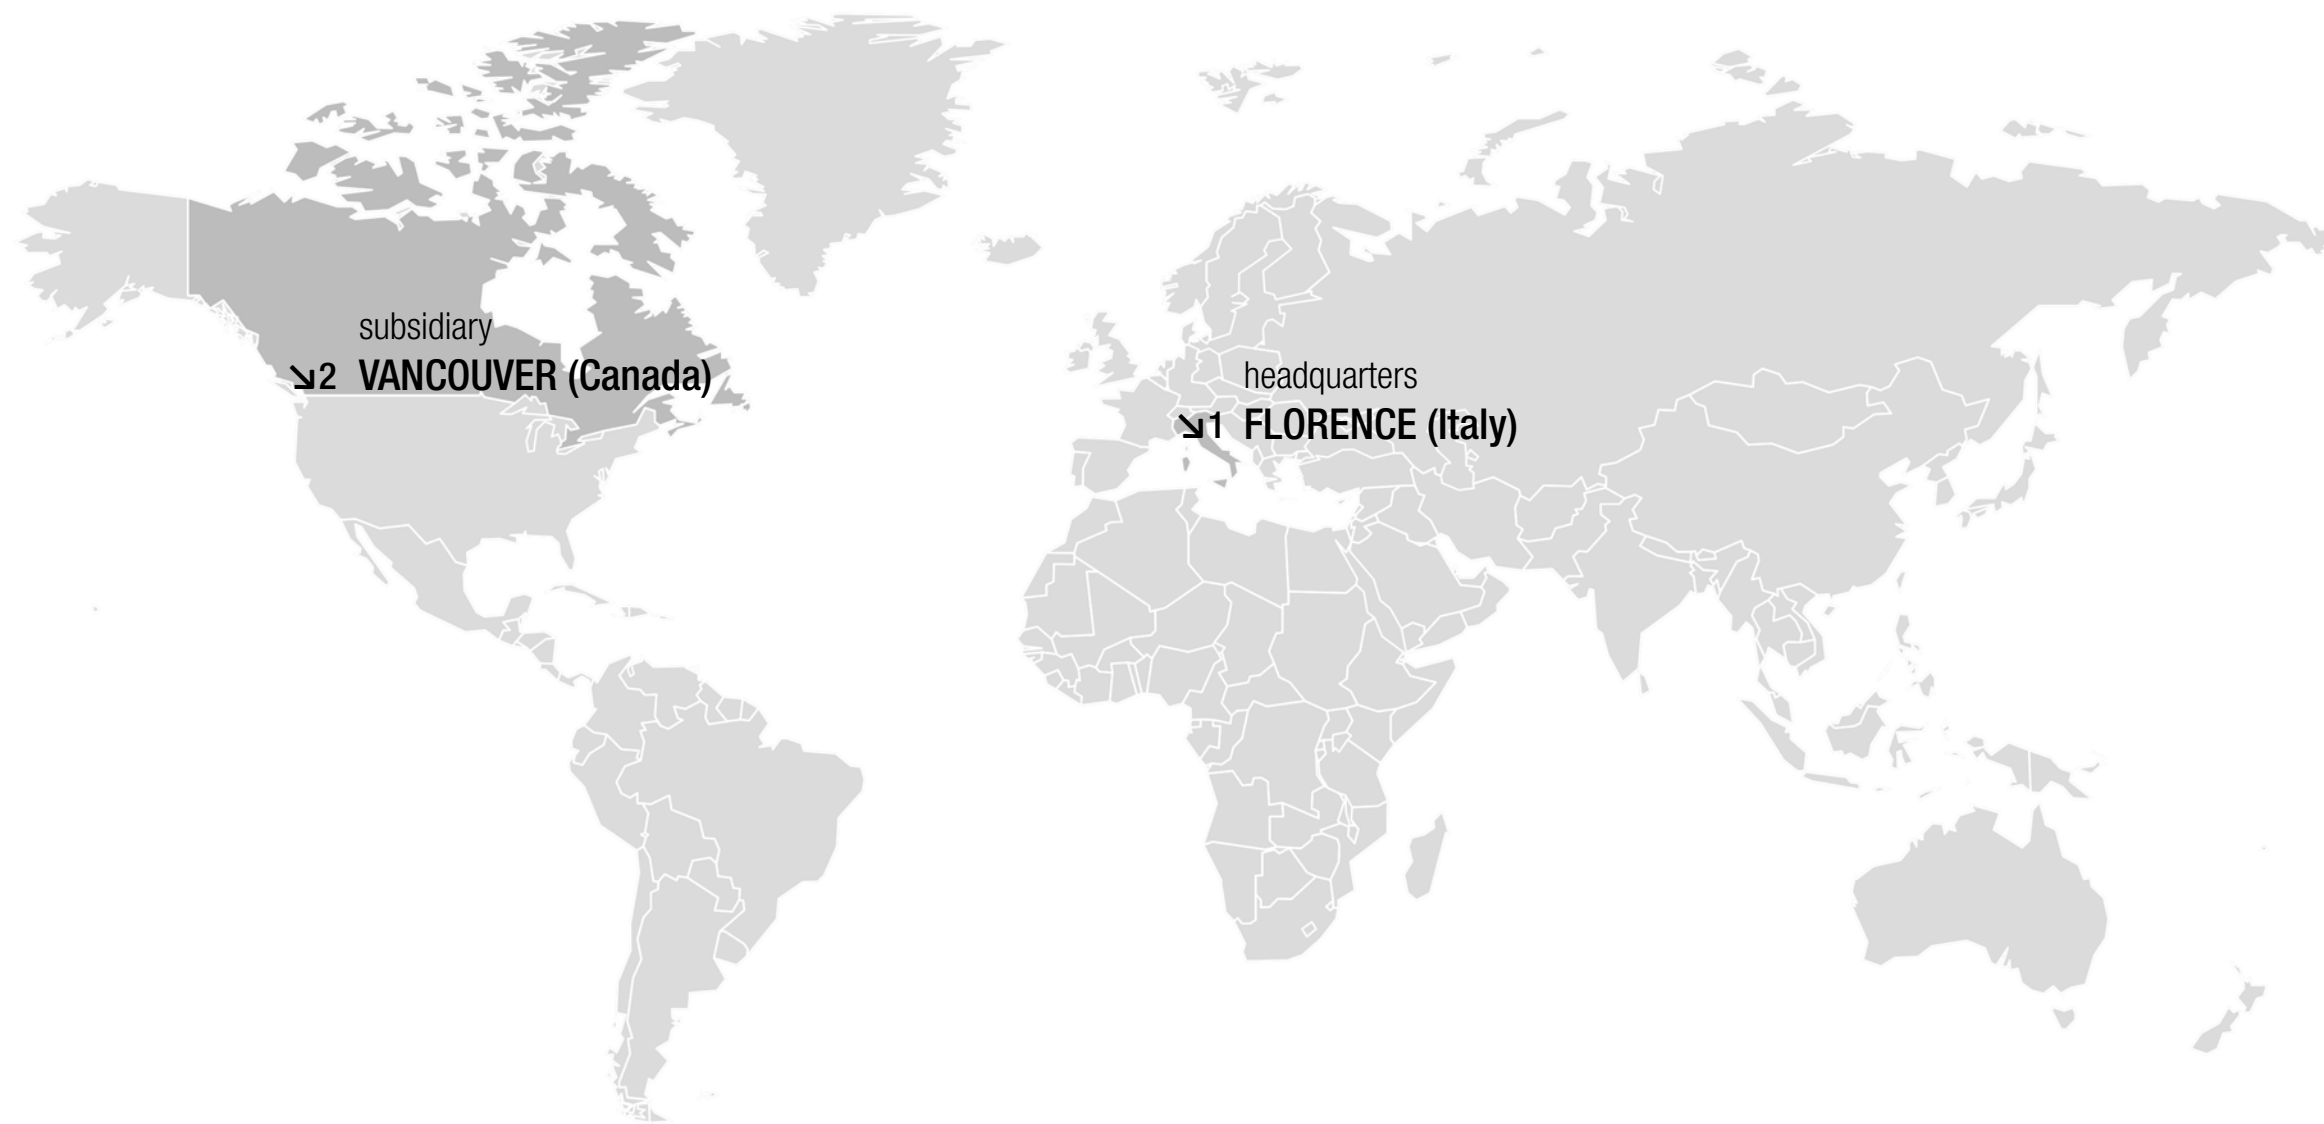 subsidiary
↘2 VANCOUVER (Canada)
headquarters
↘1 FLORENCE (Italy)